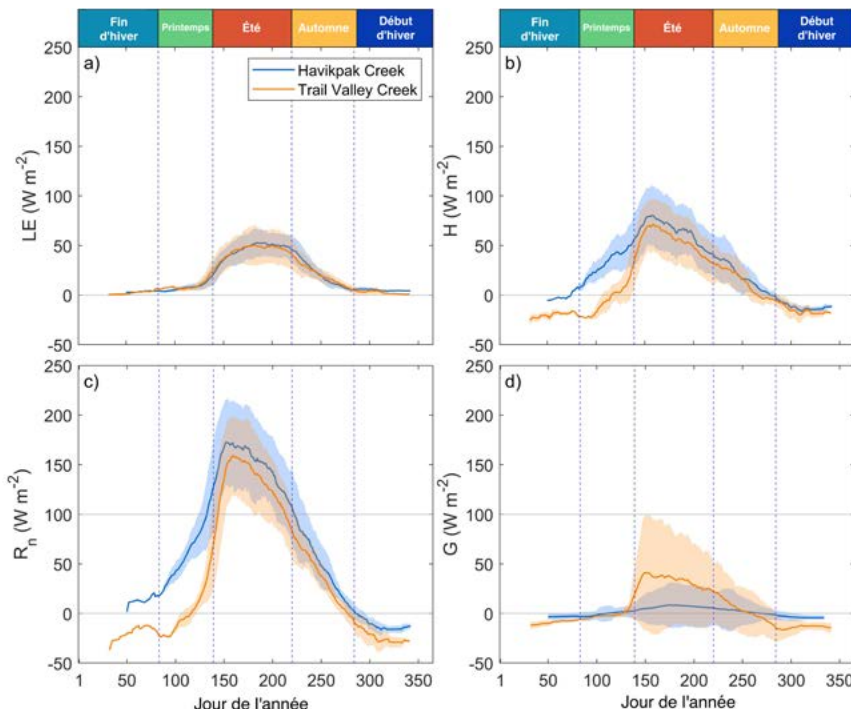 Fin d'hiver
Printemps
Été
Automne
Début d'hiver
Fin d'hiver
Printemps
Été
Automne
Début d'hiver
a)
Havikpak Creek
Trail Valley Creek
250
200
150
100
50
0
-50
LE (W m-2)
b)
250
200
150
100
50
0
-50
H (W m-2)
c)
250
200
150
100
50
0
-50
Rn (W m-2)
1 50 100 150 200 250 300 350
Jour de l'année
d)
250
200
150
100
50
0
-50
G (W m-2)
1 50 100 150 200 250 300 350
Jour de l'année